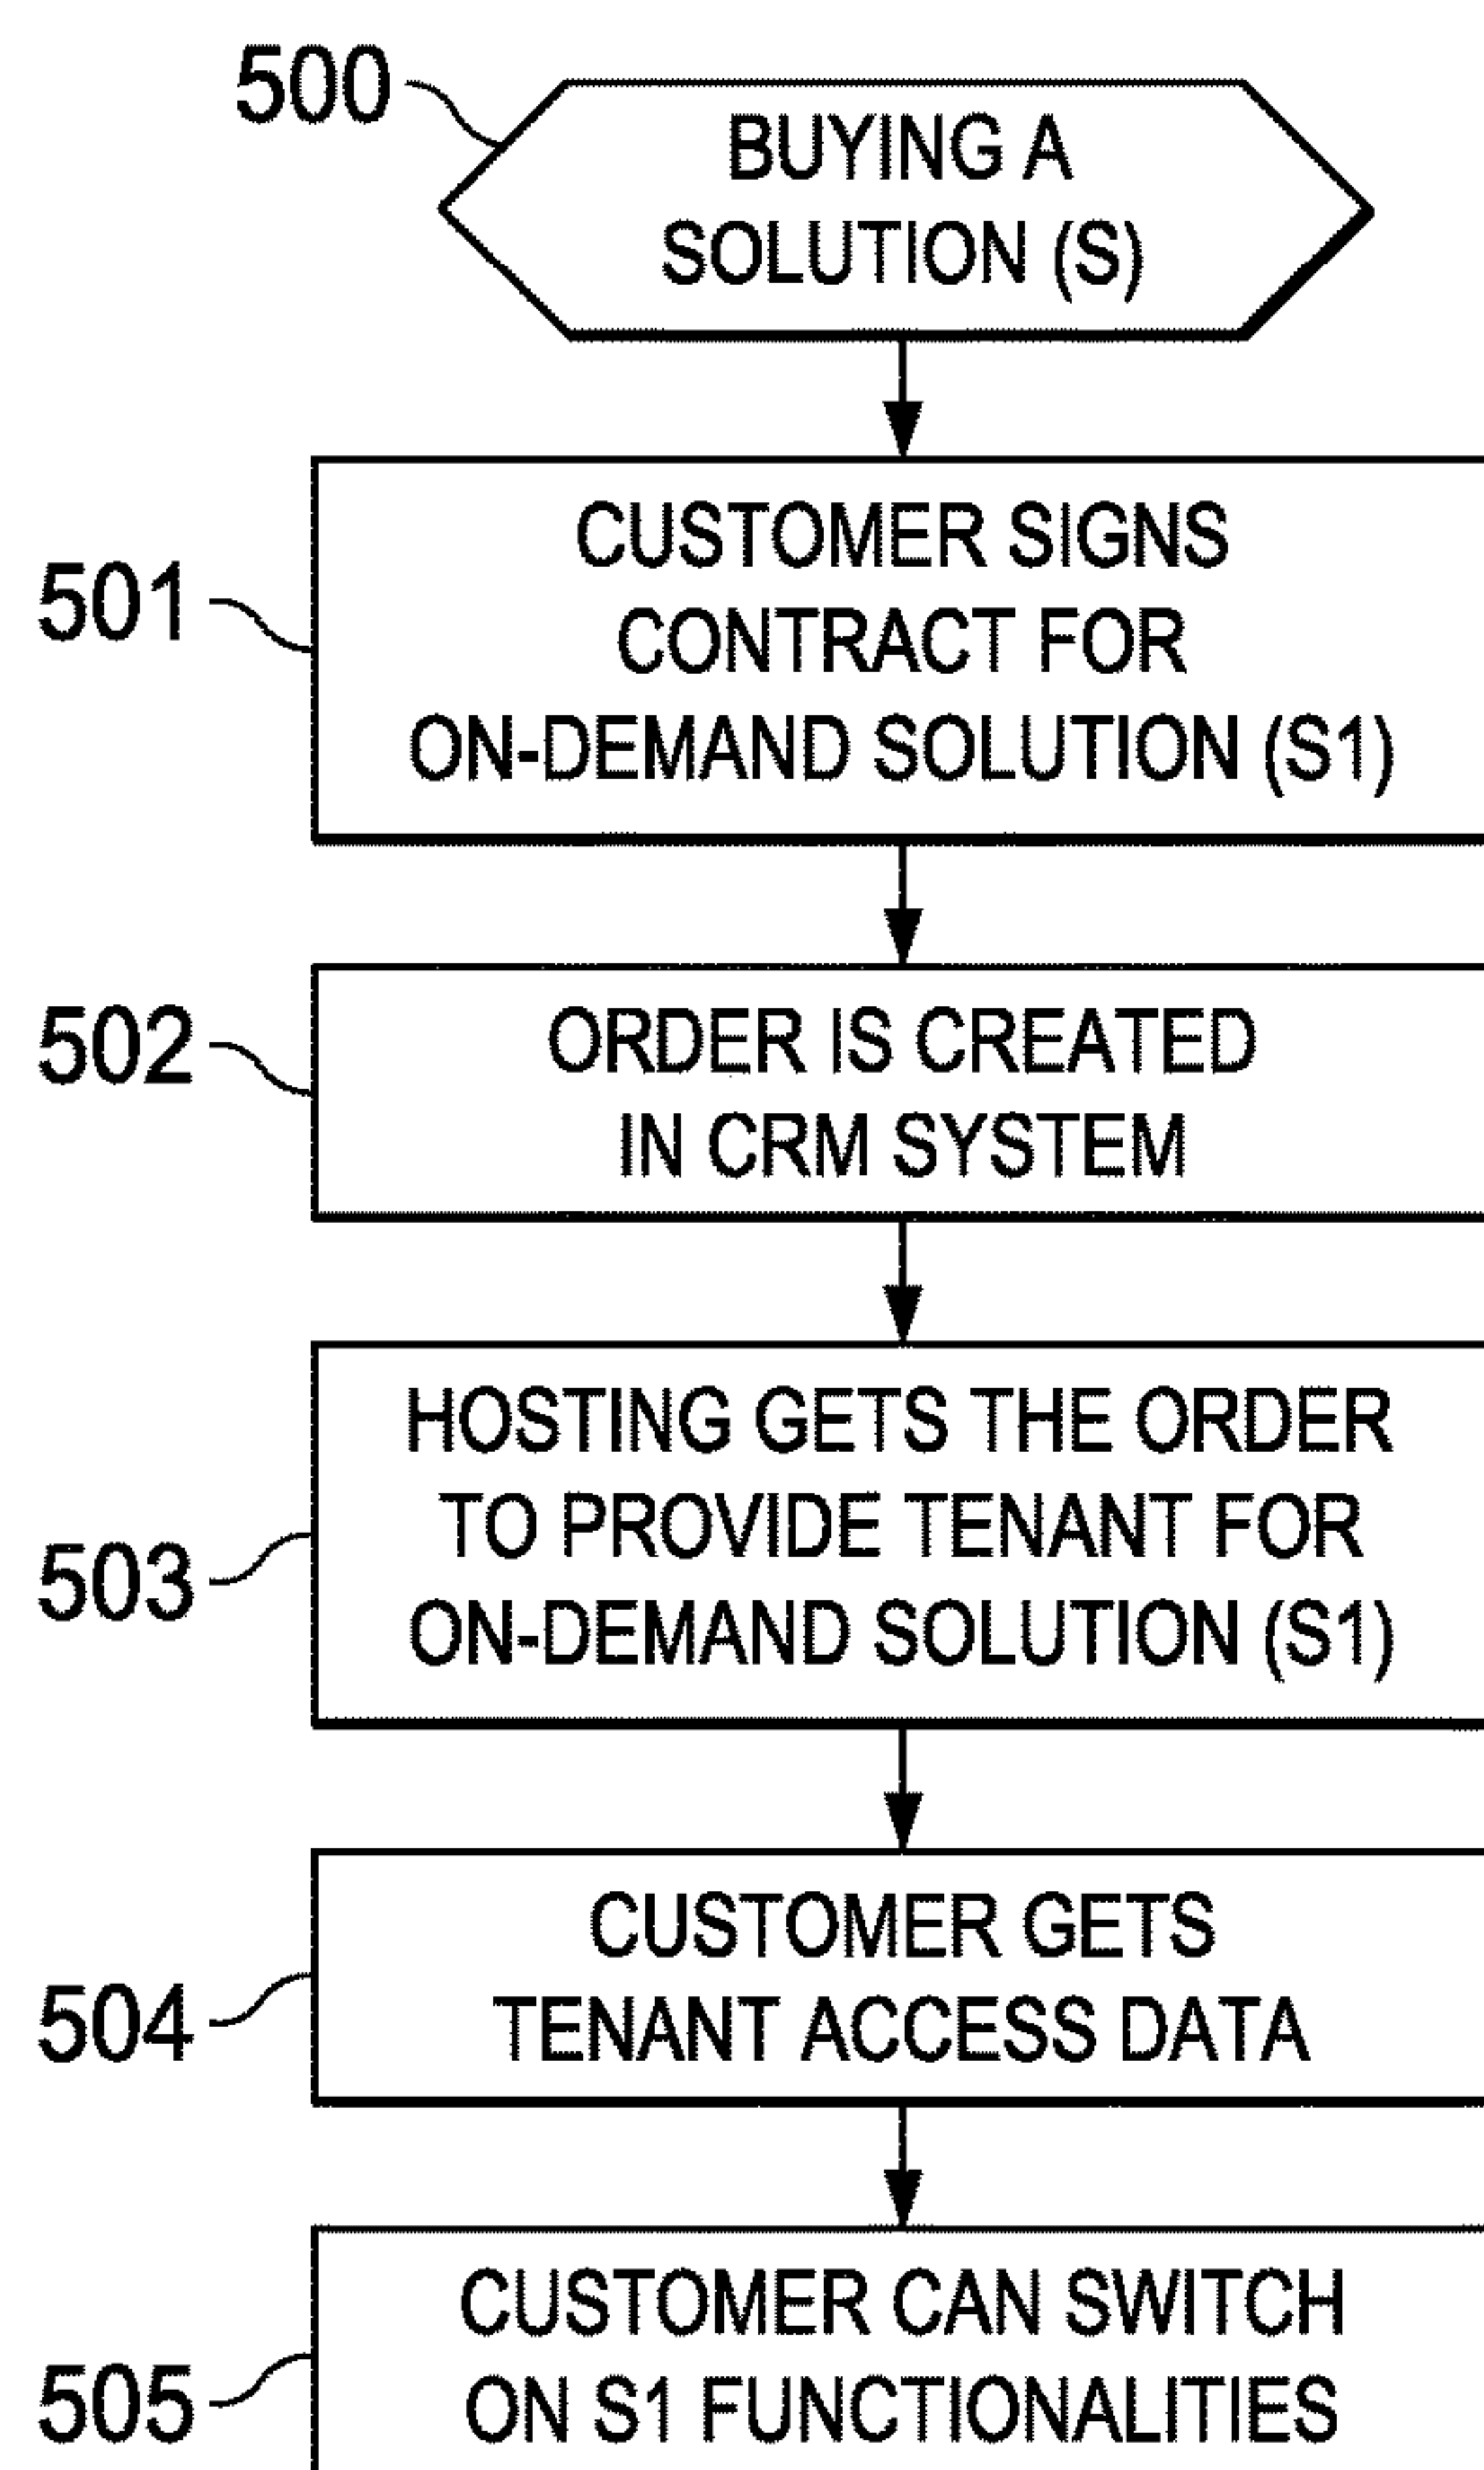 500
BUYING A
SOLUTION (S)
501
CUSTOMER SIGNS
CONTRACT FOR
ON-DEMAND SOLUTION (S1)
502
ORDER IS CREATED
IN CRM SYSTEM
503
HOSTING GETS THE ORDER
TO PROVIDE TENANT FOR
ON-DEMAND SOLUTION (S1)
504
CUSTOMER GETS
TENANT ACCESS DATA
505
CUSTOMER CAN SWITCH
ON S1 FUNCTIONALITIES